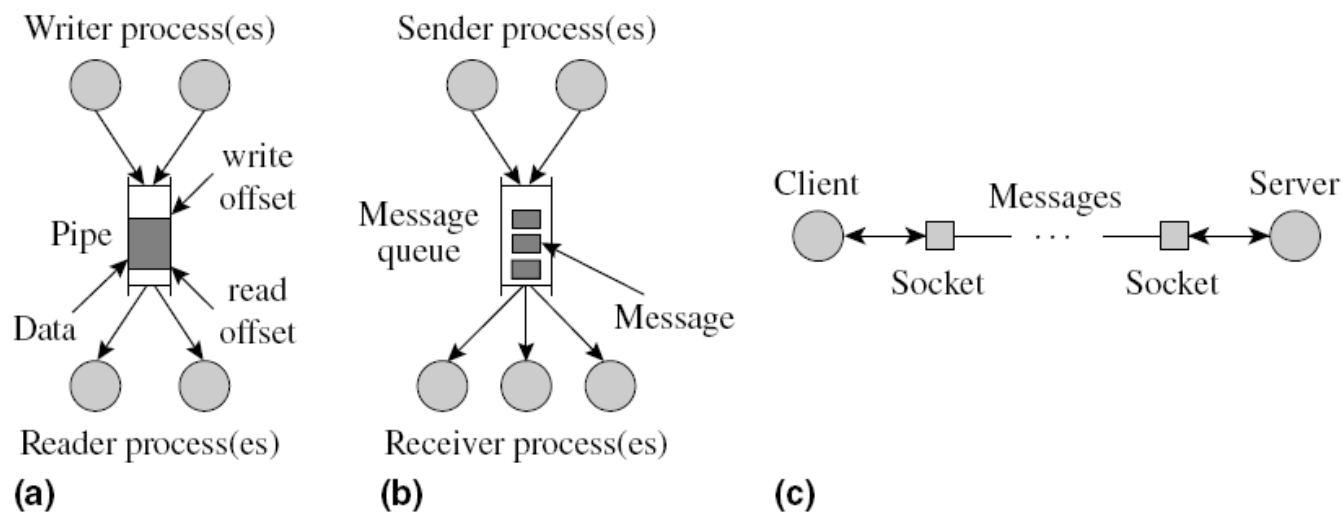 Writer process(es)
write
offset
Pipe
Data
read
offset
Reader process(es)
(a)
Sender process(es)
Message
queue
Message
Receiver process(es)
(b)
Client
Messages
Server
...
Socket
Socket
(c)